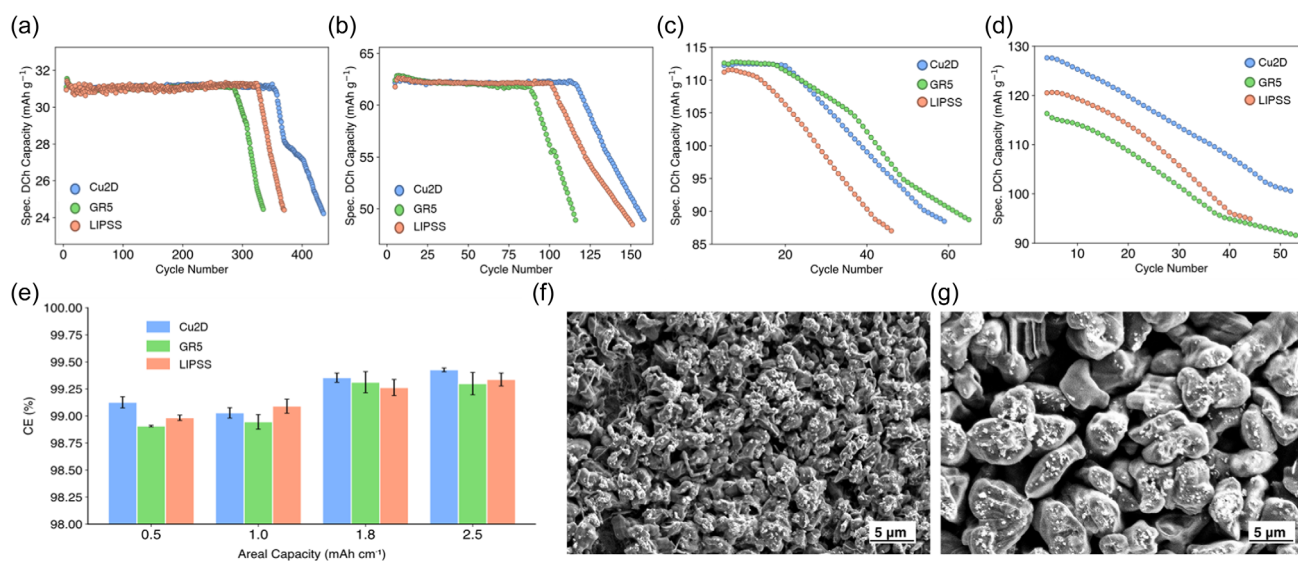 (a)
Spec. DCh Capacity (mAh g⁻¹)
32
30
28
26
24
Cu2D
GR5
LIPSS
0
100
200
300
400
Cycle Number
(b)
Spec. DCh Capacity (mAh g⁻¹)
65
60
55
50
Cu2D
GR5
LIPSS
0
25
50
75
100
125
150
Cycle Number
(c)
Spec. DCh Capacity (mAh g⁻¹)
115
110
105
100
95
90
85
Cu2D
GR5
LIPSS
20
40
60
Cycle Number
(d)
Spec. DCh Capacity (mAh g⁻¹)
130
120
110
100
90
Cu2D
GR5
LIPSS
10
20
30
40
50
Cycle Number
(e)
CE (%)
100.00
99.75
99.50
99.25
99.00
98.75
98.50
98.25
98.00
Cu2D
GR5
LIPSS
0.5
1.0
1.8
2.5
Areal Capacity (mAh cm⁻¹)
(f)
5 µm
(g)
5 µm